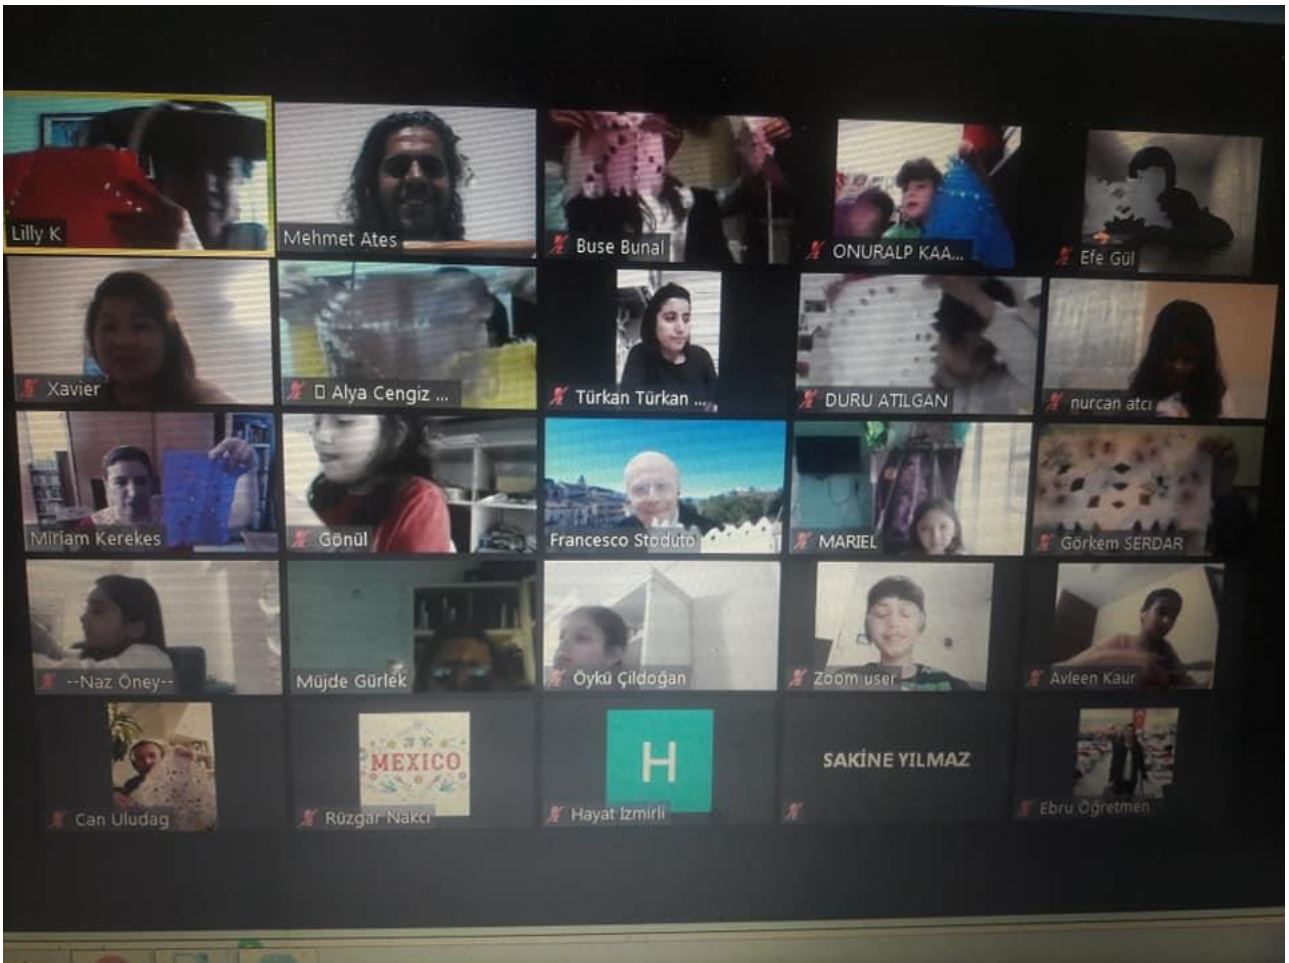 Lilly K
Mehmet Ates
Buse Bunal
ONURALP KAA...
Efe Gül
Xavier
Alya Cengiz ...
Türkan Türkan ...
DURU ATILGAN
nurcan atcı
Miriam Kerekes
Gönül
Francesco Stoduto
MARIEL
Görkem SERDAR
--Naz Öney--
Müjde Gürlek
Öykü Çildoğan
Zoom user
Avleen Kaur
MEXICO
H
SAKİNE YILMAZ
Can Uludag
Rüzgar Nakcı
Hayat İzmirli
Ebru Öğretmen